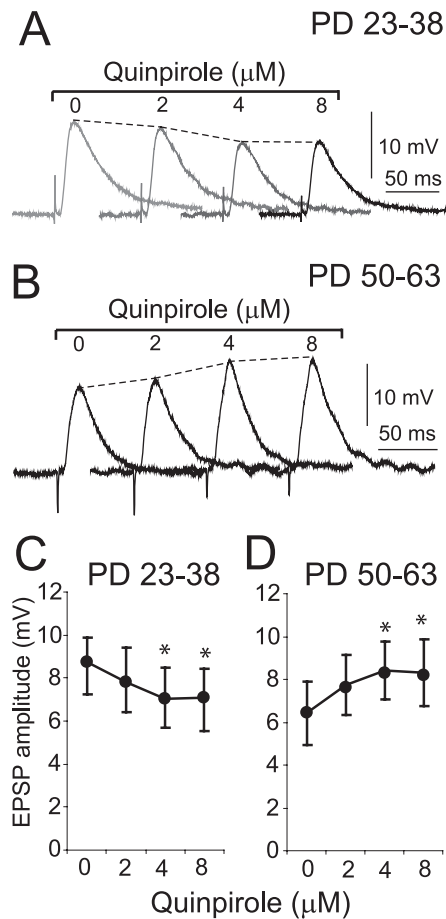 A PD 23-38
Quinpirole (μM)
0 2 4 8
10 mV
50 ms
B PD 50-63
Quinpirole (μM)
0 2 4 8
10 mV
50 ms
C PD 23-38
D PD 50-63
EPSP amplitude (mV)
12
10
8
6
4
2
0
* *
0 2 4 8
12
10
8
6
4
2
0
* *
0 2 4 8
Quinpirole (μM)